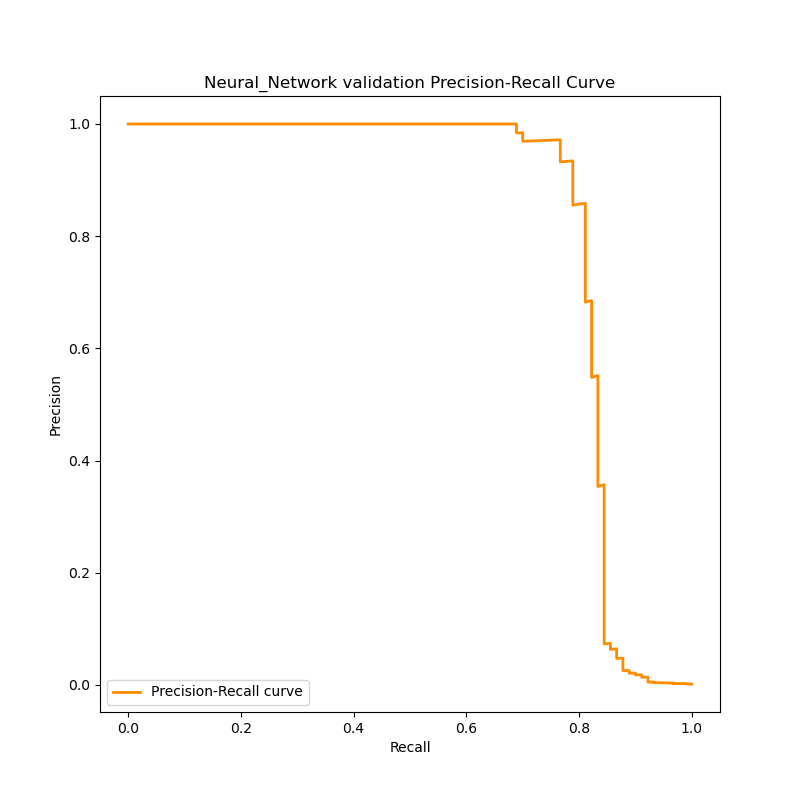 Neural_Network validation Precision-Recall Curve
1.0
0.8
0.6
0.4
0.2
0.0
Precision
Precision-Recall curve
0.0 0.2 0.4 0.6 0.8 1.0
Recall